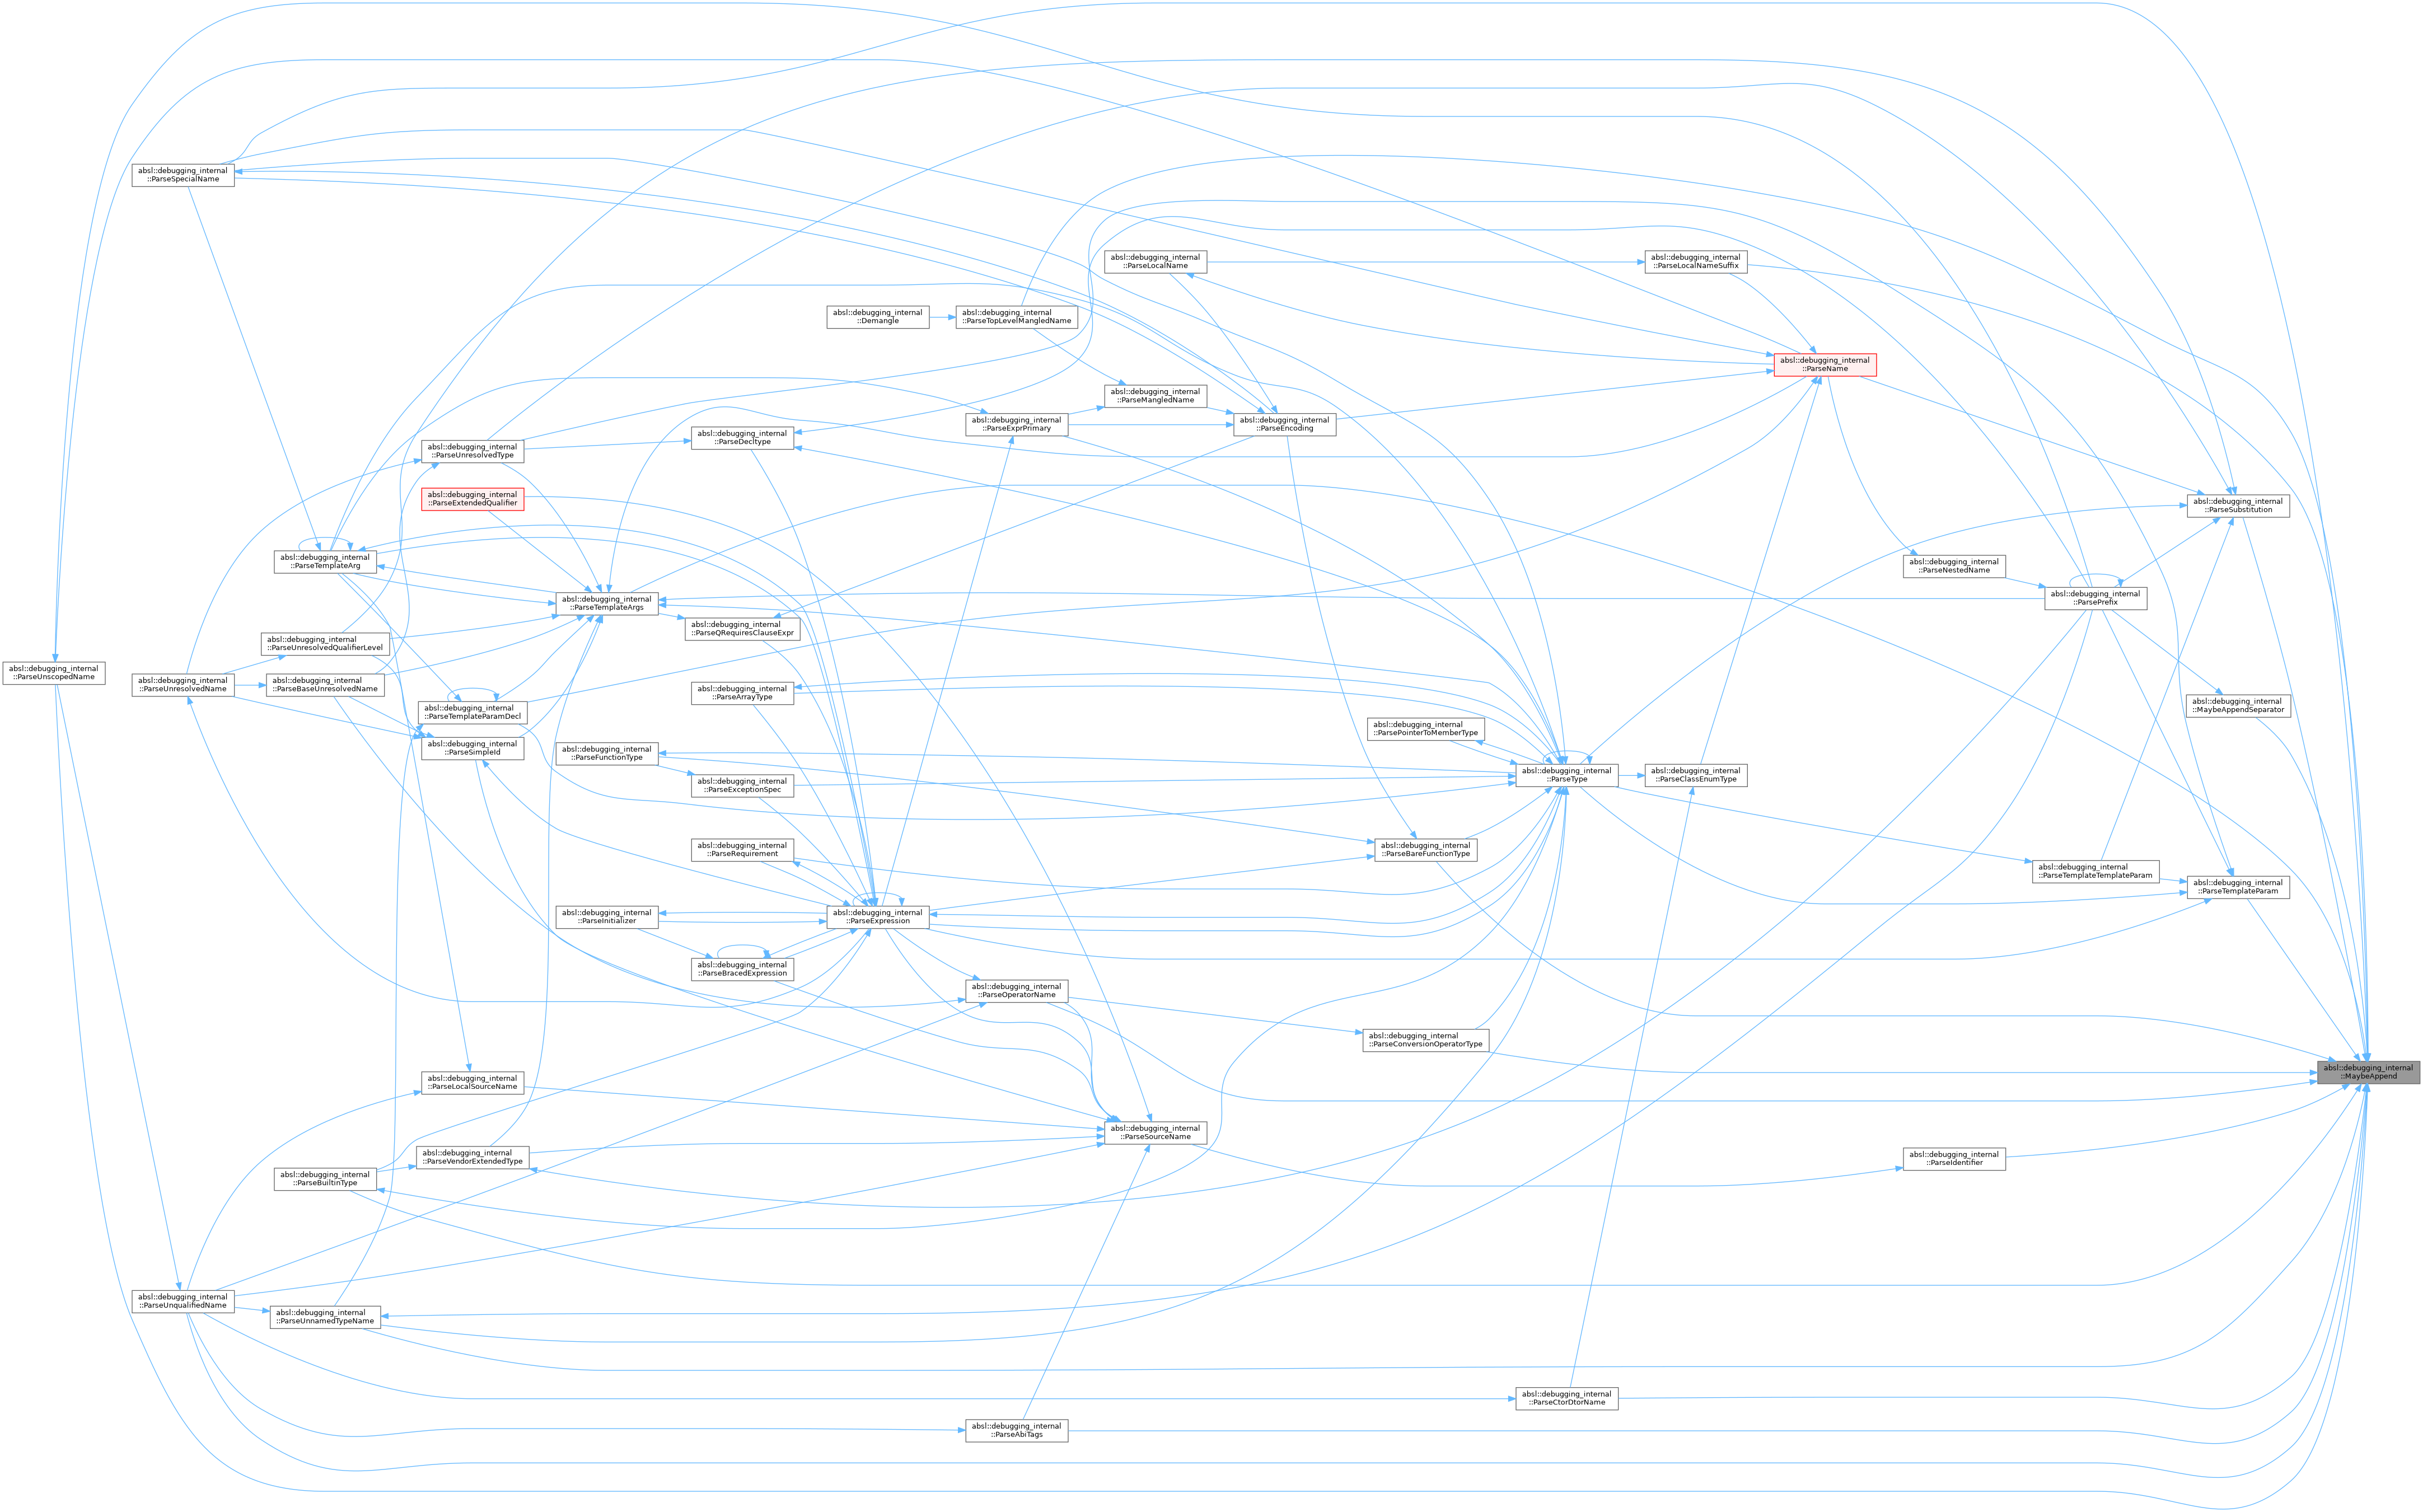 absl::debugging_internal
::ParseSpecialName
absl::debugging_internal
::ParseLocalName
absl::debugging_internal
::ParseLocalNameSuffix
absl::debugging_internal
::Demangle
absl::debugging_internal
::ParseTopLevelMangledName
absl::debugging_internal
::ParseName
absl::debugging_internal
::ParseMangledName
absl::debugging_internal
::ParseExprPrimary
absl::debugging_internal
::ParseEncoding
absl::debugging_internal
::ParseDecltype
absl::debugging_internal
::ParseUnresolvedType
absl::debugging_internal
::ParseExtendedQualifier
absl::debugging_internal
::ParseSubstitution
absl::debugging_internal
::ParseTemplateArg
absl::debugging_internal
::ParseNestedName
absl::debugging_internal
::ParseTemplateArgs
absl::debugging_internal
::ParsePrefix
absl::debugging_internal
::ParseQRequiresClauseExpr
absl::debugging_internal
::ParseUnresolvedQualifierLevel
absl::debugging_internal
::ParseUnscopedName
absl::debugging_internal
::ParseUnresolvedName
absl::debugging_internal
::ParseBaseUnresolvedName
absl::debugging_internal
::ParseArrayType
absl::debugging_internal
::MaybeAppendSeparator
absl::debugging_internal
::ParseTemplateParamDecl
absl::debugging_internal
::ParsePointerToMemberType
absl::debugging_internal
::ParseSimpleId
absl::debugging_internal
::ParseFunctionType
absl::debugging_internal
::ParseType
absl::debugging_internal
::ParseClassEnumType
absl::debugging_internal
::ParseExceptionSpec
absl::debugging_internal
::ParseRequirement
absl::debugging_internal
::ParseBareFunctionType
absl::debugging_internal
::ParseTemplateTemplateParam
absl::debugging_internal
::ParseTemplateParam
absl::debugging_internal
::ParseInitializer
absl::debugging_internal
::ParseExpression
absl::debugging_internal
::ParseBracedExpression
absl::debugging_internal
::ParseOperatorName
absl::debugging_internal
::ParseConversionOperatorType
absl::debugging_internal
::MaybeAppend
absl::debugging_internal
::ParseLocalSourceName
absl::debugging_internal
::ParseSourceName
absl::debugging_internal
::ParseVendorExtendedType
absl::debugging_internal
::ParseIdentifier
absl::debugging_internal
::ParseBuiltinType
absl::debugging_internal
::ParseUnqualifiedName
absl::debugging_internal
::ParseUnnamedTypeName
absl::debugging_internal
::ParseCtorDtorName
absl::debugging_internal
::ParseAbiTags